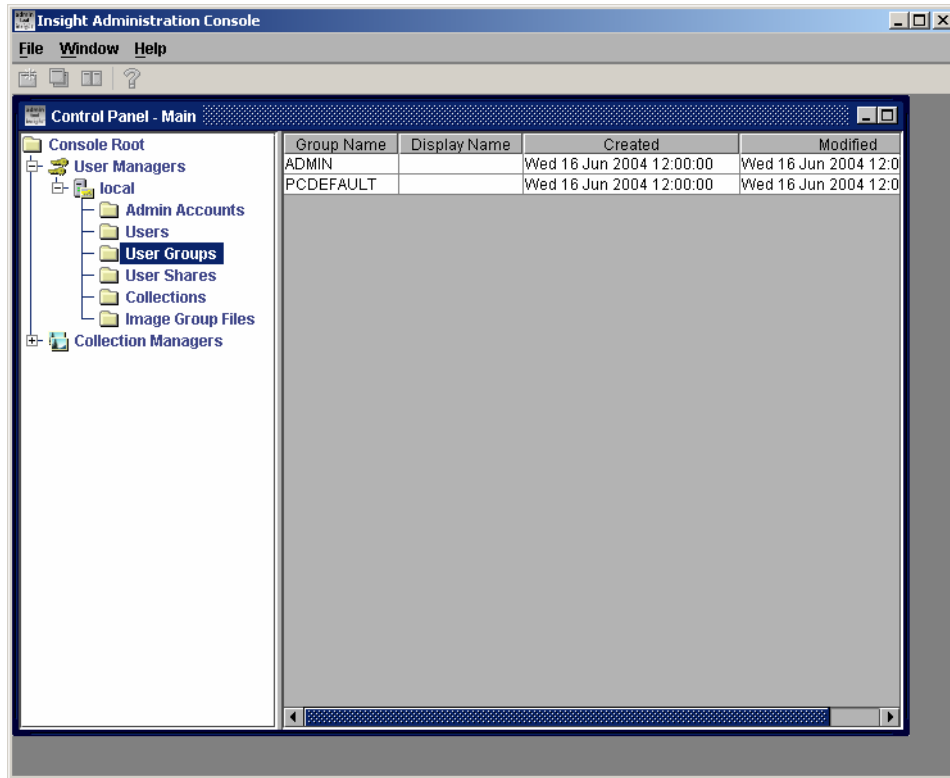 Insight Administration Console
File Window Help
Control Panel - Main
Console Root
User Managers
local
Admin Accounts
Users
User Groups
User Shares
Collections
Image Group Files
Collection Managers
Group Name Display Name Created Modified
ADMIN Wed 16 Jun 2004 12:00:00 Wed 16 Jun 2004 12:0
PCDEFAULT Wed 16 Jun 2004 12:00:00 Wed 16 Jun 2004 12:0